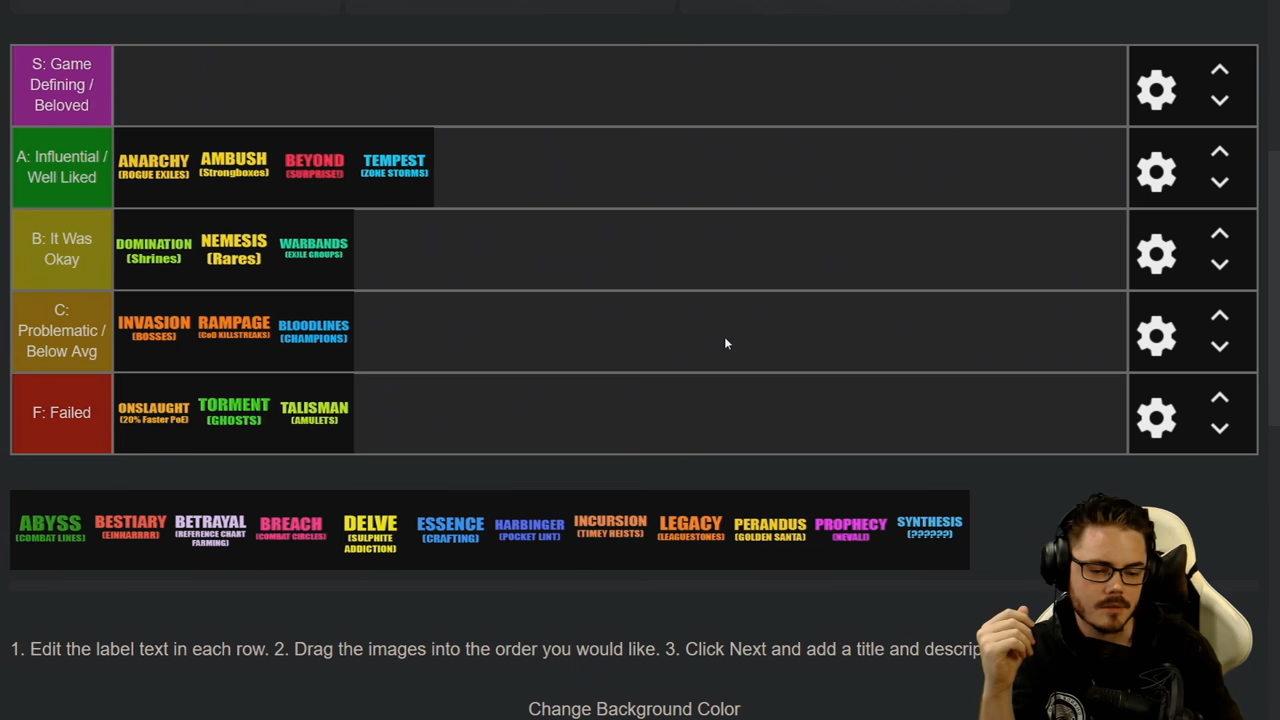 S: Game
Defining /
Beloved
A: Influential /
Well Liked
ANARCHY
(ROGUE EXILES)
AMBUSH
(Strongboxes)
BEYOND
(SURPRISE!)
TEMPEST
(ZONE STORMS)
B: It Was
Okay
DOMINATION
(Shrines)
NEMESIS
(Rares)
WARBANDS
(EXILE GROUPS)
C:
Problematic /
Below Avg
INVASION
(BOSSES)
RAMPAGE
(CoD KILLSTREAKS)
BLOODLINES
(CHAMPIONS)
F: Failed
ONSLAUGHT
(20% Faster PoE)
TORMENT
(GHOSTS)
TALISMAN
(AMULETS)
ABYSS
(COMBAT LINES)
BESTIARY
(EINHARRRR)
BETRAYAL
(REFERENCE CHART
FARMING)
BREACH
(COMBAT CIRCLES)
DELVE
(SULPHITE
ADDICTION)
ESSENCE
(CRAFTING)
HARBINGER
(POCKET LINT)
INCURSION
(TIMEY HEISTS)
LEGACY
(LEAGUESTONES)
PERANDUS
(GOLDEN SANTA)
PROPHECY
(NEVALI)
SYNTHESIS
(??????)
1. Edit the label text in each row. 2. Drag the images into the order you would like. 3. Click Next and add a title and descrip
Change Background Color